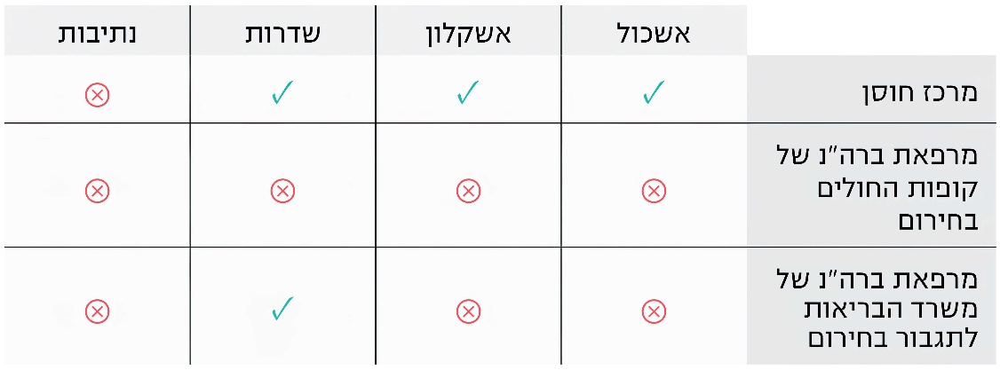 אשכול אשקלון שדרות נתיבות
מרכז חוסן ✓ ✓ ✓ ⊗
מרפאת ברה"נ של
קופות החולים
בחירום ⊗ ⊗ ⊗ ⊗
מרפאת ברה"נ של
משרד הבריאות
לתגבור בחירום ⊗ ⊗ ✓ ⊗